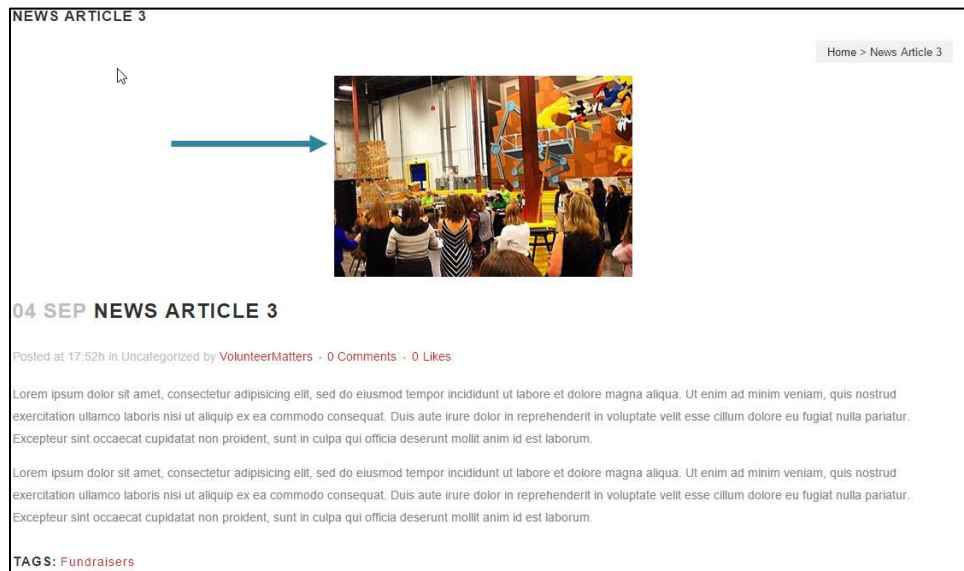 NEWS ARTICLE 3
Home > News Article 3
04 SEP NEWS ARTICLE 3
Posted at 17:52h in Uncategorized by VolunteerMatters • 0 Comments • 0 Likes
Lorem ipsum dolor sit amet, consectetur adipisicing elit, sed do eiusmod tempor incididunt ut labore et dolore magna aliqua. Ut enim ad minim veniam, quis nostrud
exercitation ullamco laboris nisi ut aliquip ex ea commodo consequat. Duis aute irure dolor in reprehenderit in voluptate velit esse cillum dolore eu fugiat nulla pariatur.
Excepteur sint occaecat cupidatat non proident, sunt in culpa qui officia deserunt mollit anim id est laborum.
Lorem ipsum dolor sit amet, consectetur adipisicing elit, sed do eiusmod tempor incididunt ut labore et dolore magna aliqua. Ut enim ad minim veniam, quis nostrud
exercitation ullamco laboris nisi ut aliquip ex ea commodo consequat. Duis aute irure dolor in reprehenderit in voluptate velit esse cillum dolore eu fugiat nulla pariatur.
Excepteur sint occaecat cupidatat non proident, sunt in culpa qui officia deserunt mollit anim id est laborum.
TAGS: Fundraisers